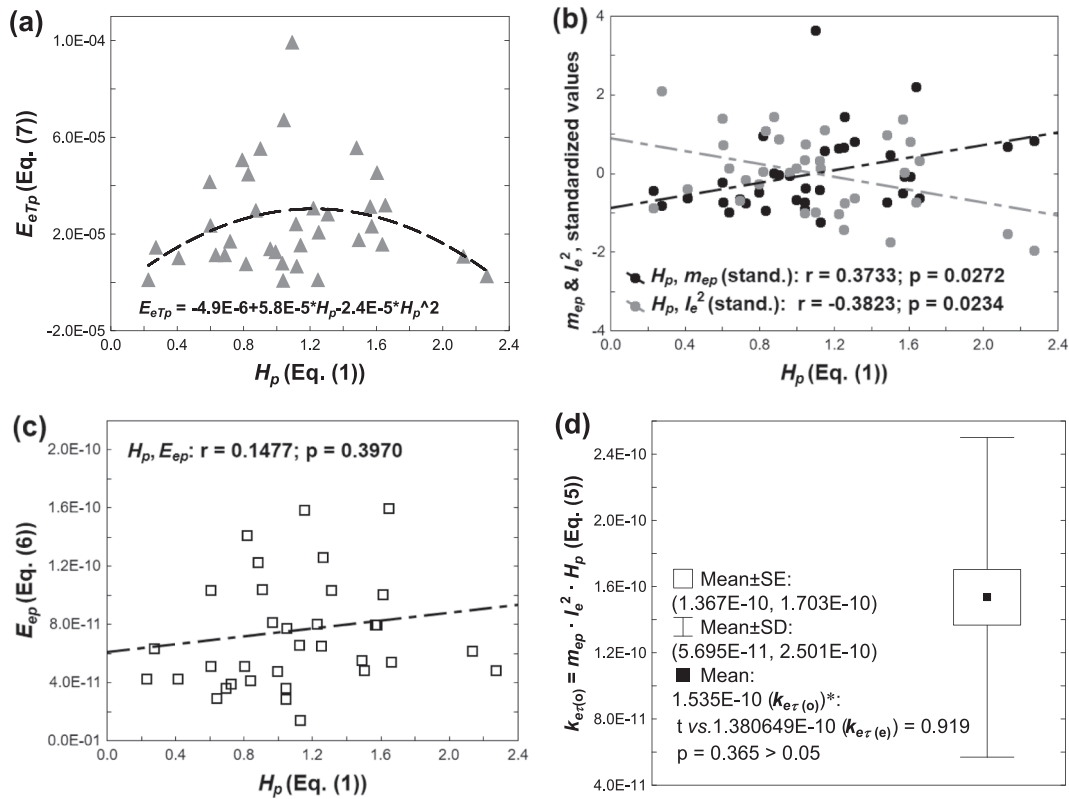 (a)
1.0E-04
6.0E-05
2.0E-05
-2.0E-05
E_eTp (Eq. (7))
E_eTp = -4.9E-6+5.8E-5*H_p-2.4E-5*H_p^2
0.0 0.4 0.8 1.2 1.6 2.0 2.4
H_p (Eq. (1))
(b)
4
2
0
-2
-4
m_ep & I_e^2, standardized values
H_p, m_ep (stand.): r = 0.3733; p = 0.0272
H_p, I_e^2 (stand.): r = -0.3823; p = 0.0234
0.0 0.4 0.8 1.2 1.6 2.0 2.4
H_p (Eq. (1))
(c)
2.0E-10
1.6E-10
1.2E-10
8.0E-11
4.0E-11
0.0E-01
E_ep (Eq. (6))
H_p, E_ep: r = 0.1477; p = 0.3970
0.0 0.4 0.8 1.2 1.6 2.0 2.4
H_p (Eq. (1))
(d)
2.4E-10
2.0E-10
1.6E-10
1.2E-10
8.0E-11
4.0E-11
k_eτ(o) = m_ep · I_e^2 · H_p (Eq. (5))
Mean±SE:
(1.367E-10, 1.703E-10)
Mean±SD:
(5.695E-11, 2.501E-10)
Mean:
1.535E-10 (k_eτ (o))*:
t vs.1.380649E-10 (k_eτ (e)) = 0.919
p = 0.365 > 0.05